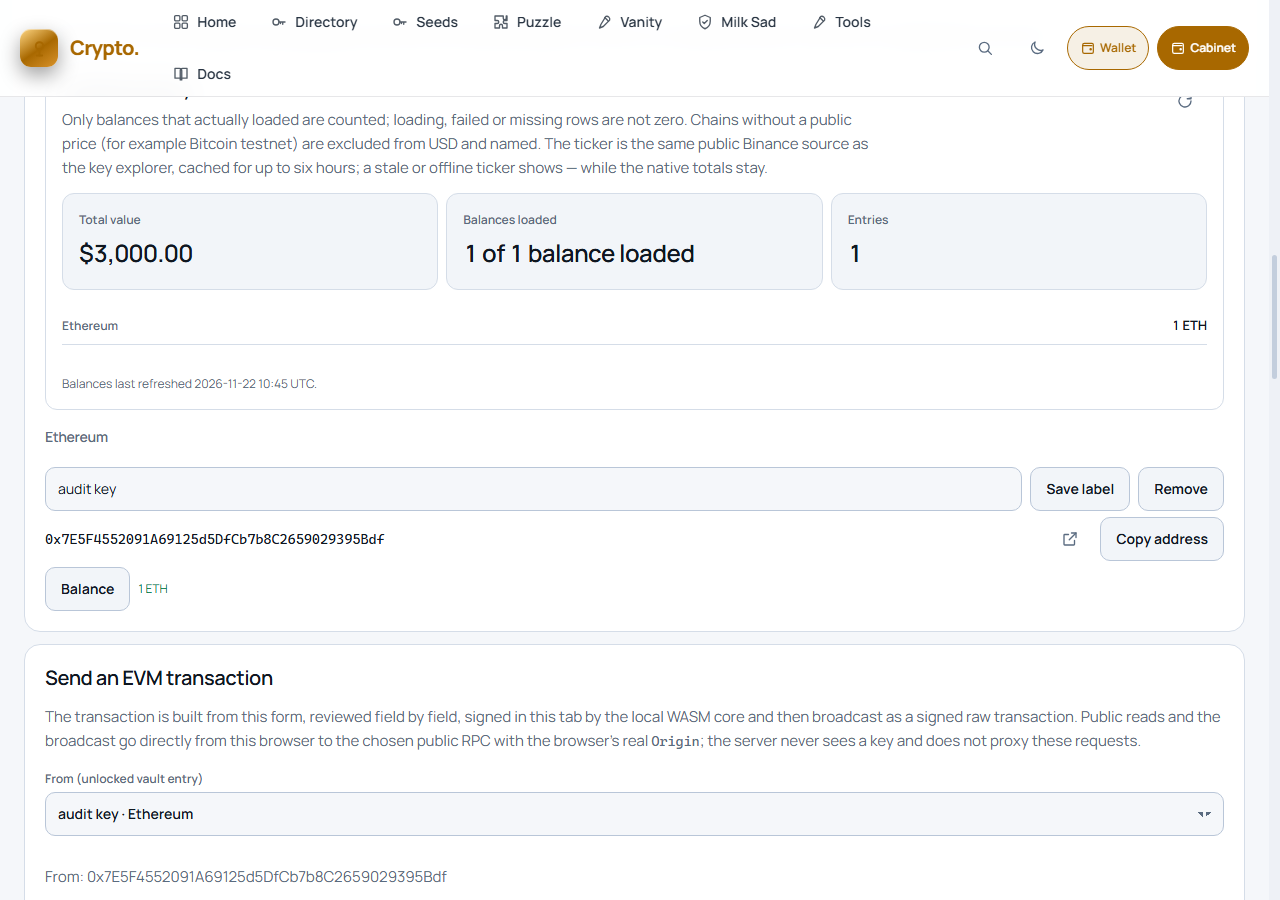 Crypto.
Home
Directory
Seeds
Puzzle
Vanity
Milk Sad
Tools
Docs
Wallet
Cabinet
Only balances that actually loaded are counted; loading, failed or missing rows are not zero. Chains without a public
price (for example Bitcoin testnet) are excluded from USD and named. The ticker is the same public Binance source as
the key explorer, cached for up to six hours; a stale or offline ticker shows — while the native totals stay.
Total value
$3,000.00
Balances loaded
1 of 1 balance loaded
Entries
1
Ethereum
1 ETH
Balances last refreshed 2026-11-22 10:45 UTC.
Ethereum
audit key
Save label
Remove
0x7E5F4552091A69125d5DfCb7b8C2659029395Bdf
Copy address
Balance
1 ETH
Send an EVM transaction
The transaction is built from this form, reviewed field by field, signed in this tab by the local WASM core and then broadcast as a signed raw transaction. Public reads and the
broadcast go directly from this browser to the chosen public RPC with the browser's real Origin; the server never sees a key and does not proxy these requests.
From (unlocked vault entry)
audit key · Ethereum
From: 0x7E5F4552091A69125d5DfCb7b8C2659029395Bdf